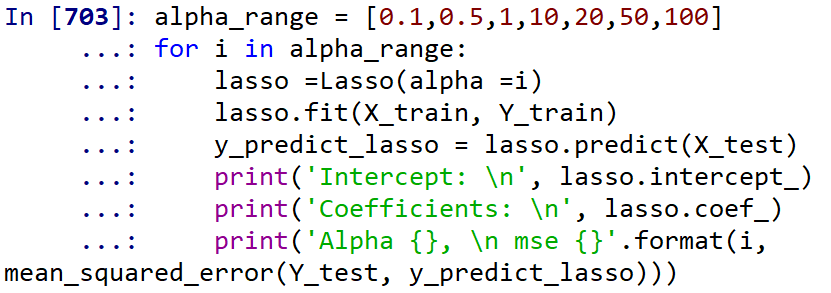 In [703]: alpha_range = [0.1,0.5,1,10,20,50,100]
     ...: for i in alpha_range:
     ...:     lasso =Lasso(alpha =i)
     ...:     lasso.fit(X_train, Y_train)
     ...:     y_predict_lasso = lasso.predict(X_test)
     ...:     print('Intercept: \n', lasso.intercept_)
     ...:     print('Coefficients: \n', lasso.coef_)
     ...:     print('Alpha {}, \n mse {}'.format(i,
mean_squared_error(Y_test, y_predict_lasso)))